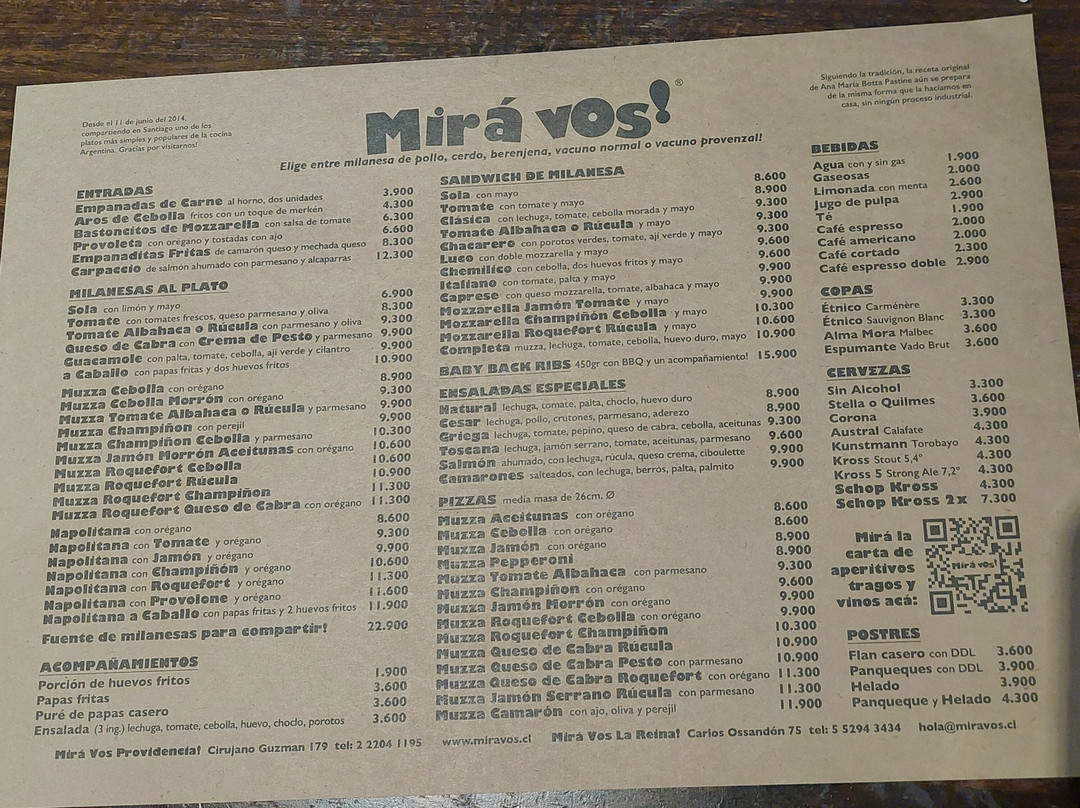 Desde el 11 de junio del 2014,
compartiendo en Santiago uno de los
platos más simples y populares de la cocina
Argentina. Gracias por visitarnos!
Mirá vos!®
Siguiendo la tradición, la receta original
de Ana María Botta Pastine aún se prepara
de la misma forma que la hacíamos en
casa, sin ningún proceso industrial.
Elige entre milanesa de pollo, cerdo, berenjena, vacuno normal o vacuno provenzal!
ENTRADAS
Empanadas de Carne al horno, dos unidades 3.900
Aros de Cebolla fritos con un toque de merkén 4.300
Bastoncitos de Mozzarella con salsa de tomate 6.300
Provoleta con orégano y tostadas con ajo 6.600
Empanaditas Fritas de camarón queso y mechada queso 8.300
Carpaccio de salmón ahumado con parmesano y alcaparras 12.300
MILANESAS AL PLATO
Sola con limón y mayo 6.900
Tomate con tomates frescos, queso parmesano y oliva 8.300
Tomate Albahaca o Rúcula con parmesano y oliva 9.300
Queso de Cabra con Crema de Pesto y parmesano 9.900
Guacamole con palta, tomate, cebolla, ají verde y cilantro 9.900
a Caballo con papas fritas y dos huevos fritos 10.900
Muzza Cebolla con orégano 8.900
Muzza Cebolla Morrón con orégano 9.300
Muzza Tomate Albahaca o Rúcula y parmesano 9.900
Muzza Champiñon con perejil 9.900
Muzza Champiñon Cebolla y parmesano 10.300
Muzza Jamón Morrón Aceitunas con orégano 10.600
Muzza Roquefort Cebolla 10.600
Muzza Roquefort Rúcula 10.900
Muzza Roquefort Champiñon 11.300
Muzza Roquefort Queso de Cabra con orégano 11.300
Napolitana con orégano 8.600
Napolitana con Tomate y orégano 9.300
Napolitana con Jamón y orégano 9.900
Napolitana con Champiñón y orégano 10.600
Napolitana con Roquefort y orégano 11.300
Napolitana con Provolone y orégano 11.600
Napolitana a Caballo con papas fritas y 2 huevos fritos 11.900
Fuente de milanesas para compartir! 22.900
ACOMPAÑAMIENTOS
Porción de huevos fritos 1.900
Papas fritas 3.600
Puré de papas casero 3.600
Ensalada (3 ing.) lechuga, tomate, cebolla, huevo, choclo, porotos 3.600
SANDWICH DE MILANESA
Sola con mayo 8.600
Tomate con tomate y mayo 8.900
Clásica con lechuga, tomate, cebolla morada y mayo 9.300
Tomate Albahaca o Rúcula y mayo 9.300
Chacarero con porotos verdes, tomate, ají verde y mayo 9.300
Luco con doble mozzarella y mayo 9.600
Chemilico con cebolla, dos huevos fritos y mayo 9.600
Italiano con tomate, palta y mayo 9.900
Caprese con queso mozzarella, tomate, albahaca y mayo 9.900
Mozzarella Jamón Tomate y mayo 9.900
Mozzarella Champiñón Cebolla y mayo 10.300
Mozzarella Roquefort Rúcula y mayo 10.600
Completa muzza, lechuga, tomate, cebolla, huevo duro, mayo 10.900
BABY BACK RIBS 450gr con BBQ y un acompañamiento! 15.900
ENSALADAS ESPECIALES
Natural lechuga, tomate, palta, choclo, huevo duro 8.900
Cesar lechuga, pollo, crutones, parmesano, aderezo 8.900
Griega lechuga, tomate, pepino, queso de cabra, cebolla, aceitunas 9.300
Toscana lechuga, jamón serrano, tomate, aceitunas, parmesano 9.600
Salmón ahumado, con lechuga, rúcula, queso crema, ciboulette 9.900
Camarones salteados, con lechuga, berros, palta, palmito 9.900
PIZZAS media masa de 26cm. Ø
Muzza Aceitunas con orégano 8.600
Muzza Cebolla con orégano 8.600
Muzza Jamón con orégano 8.900
Muzza Pepperoni 8.900
Muzza Tomate Albahaca con parmesano 9.300
Muzza Champiñon con orégano 9.600
Muzza Jamón Morrón con orégano 9.900
Muzza Roquefort Cebolla con orégano 9.900
Muzza Roquefort Champiñon 10.300
Muzza Queso de Cabra Rúcula 10.900
Muzza Queso de Cabra Pesto con parmesano 10.900
Muzza Queso de Cabra Roquefort con orégano 11.300
Muzza Jamón Serrano Rúcula con parmesano 11.300
Muzza Camarón con ajo, oliva y perejil 11.900
BEBIDAS
Agua con y sin gas 1.900
Gaseosas 2.000
Limonada con menta 2.600
Jugo de pulpa 2.900
Té 1.900
Café espresso 2.000
Café americano 2.000
Café cortado 2.300
Café espresso doble 2.900
COPAS
Étnico Carménère 3.300
Étnico Sauvignon Blanc 3.300
Alma Mora Malbec 3.600
Espumante Vado Brut 3.600
CERVEZAS
Sin Alcohol 3.300
Stella o Quilmes 3.600
Corona 3.900
Austral Calafate 4.300
Kunstmann Torobayo 4.300
Kross Stout 5,4° 4.300
Kross 5 Strong Ale 7,2° 4.300
Schop Kross 4.300
Schop Kross 2x 7.300
Mirá la
carta de
aperitivos
tragos y
vinos acá:
Mirá vos!
POSTRES
Flan casero con DDL 3.600
Panqueques con DDL 3.900
Helado 3.900
Panqueque y Helado 4.300
Mirá Vos Providencia! Cirujano Guzman 179 tel: 2 2204 1195 www.miravos.cl Mirá Vos La Reina! Carlos Ossandón 75 tel: 5 5294 3434 hola@miravos.cl